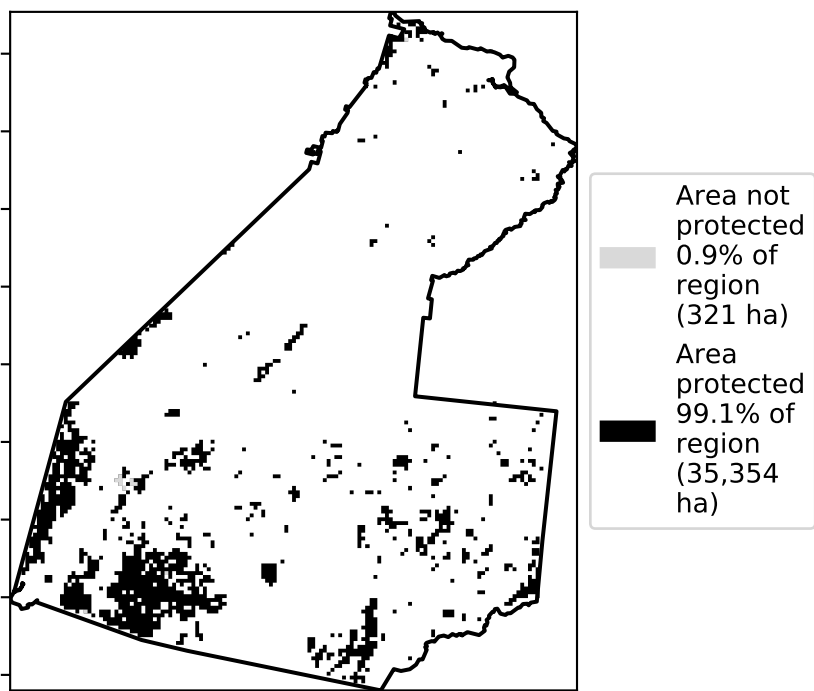 Area not
protected
0.9% of
region
(321 ha)
Area
protected
99.1% of
region
(35,354
ha)